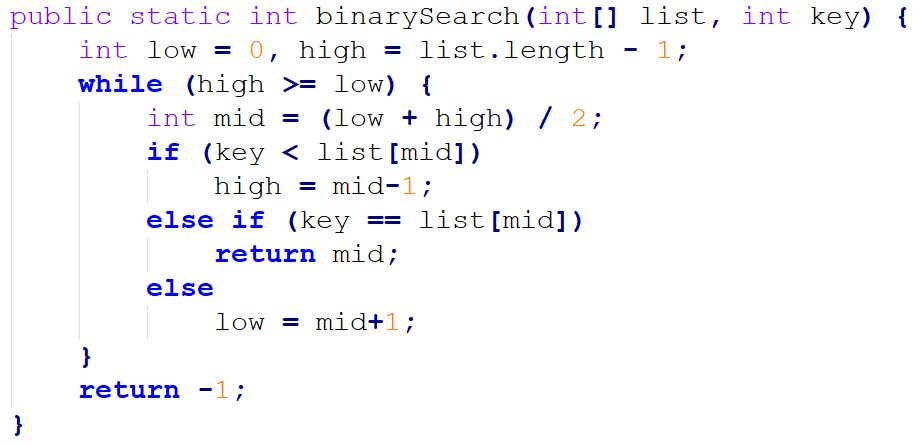 public static int binarySearch(int[] list, int key) {
    int low = 0, high = list.length - 1;
    while (high >= low) {
        int mid = (low + high) / 2;
        if (key < list[mid])
            high = mid-1;
        else if (key == list[mid])
            return mid;
        else
            low = mid+1;
    }
    return -1;
}